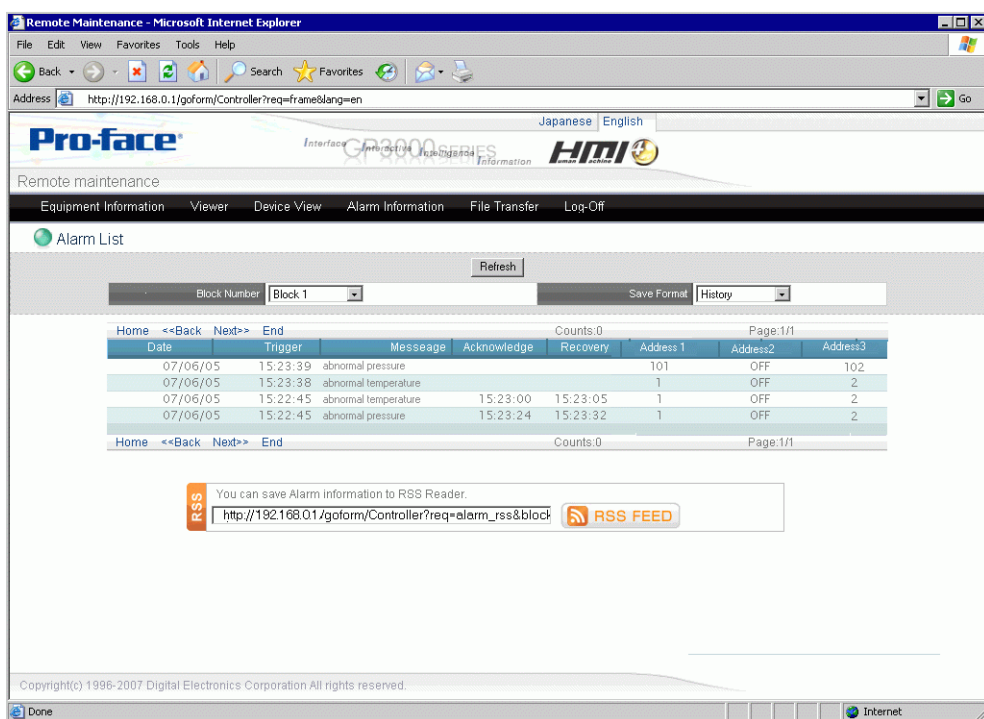 Remote Maintenance - Microsoft Internet Explorer
File Edit View Favorites Tools Help
Back Search Favorites
Address http://192.168.0.1/goform/Controller?req=frame&lang=en Go
Japanese English
Pro-face
Interface Interactive Intelligence Information
GP3000 SERIES
HMI
Human Machine
Remote maintenance
Equipment Information Viewer Device View Alarm Information File Transfer Log-Off
Alarm List
Refresh
Block Number Block 1 Save Format History
Home <<Back Next>> End Counts:0 Page:1/1
Date Trigger Messeage Acknowledge Recovery Address 1 Address2 Address3
07/06/05 15:23:39 abnormal pressure 101 OFF 102
07/06/05 15:23:38 abnormal temperature 1 OFF 2
07/06/05 15:22:45 abnormal temperature 15:23:00 15:23:05 1 OFF 2
07/06/05 15:22:45 abnormal pressure 15:23:24 15:23:32 1 OFF 2
Home <<Back Next>> End Counts:0 Page:1/1
RSS
You can save Alarm information to RSS Reader.
http://192.168.0.1/goform/Controller?req=alarm_rss&block
RSS FEED
Copyright(c) 1996-2007 Digital Electronics Corporation All rights reserved.
Done Internet